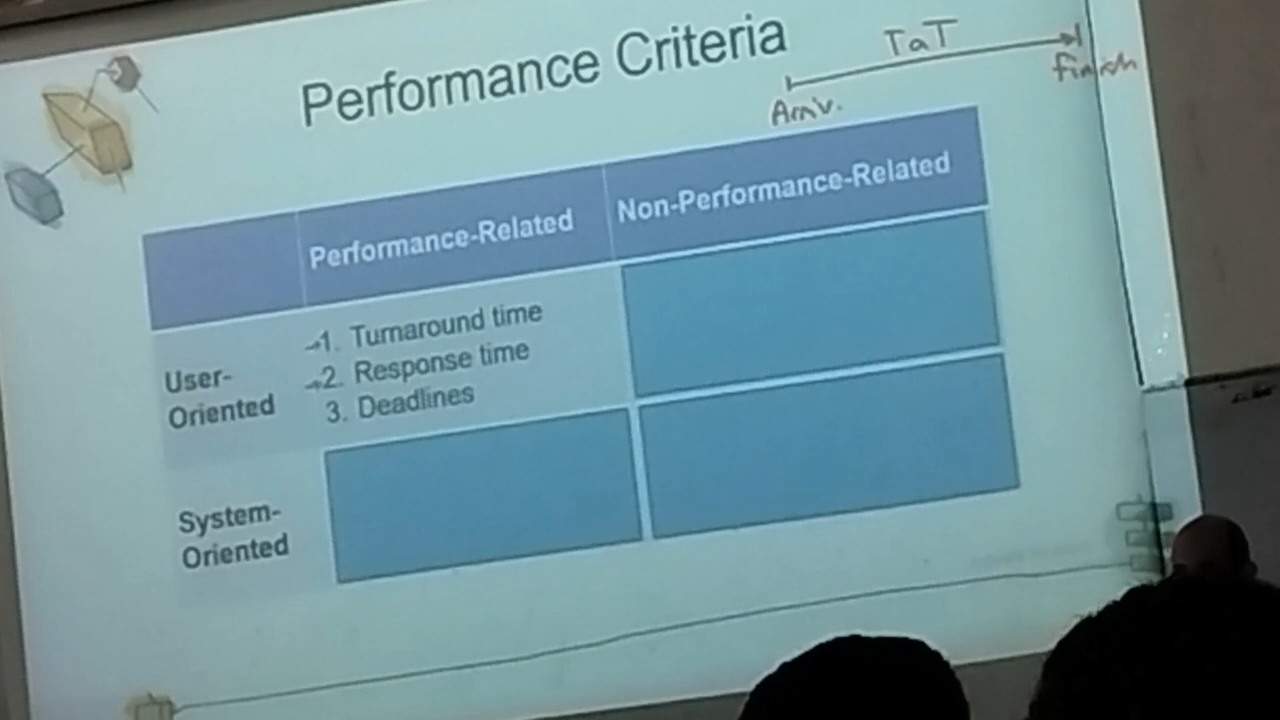 Performance Criteria
TaT
Arriv.
finish
Performance-Related
Non-Performance-Related
User-
Oriented
1. Turnaround time
2. Response time
3. Deadlines
System-
Oriented